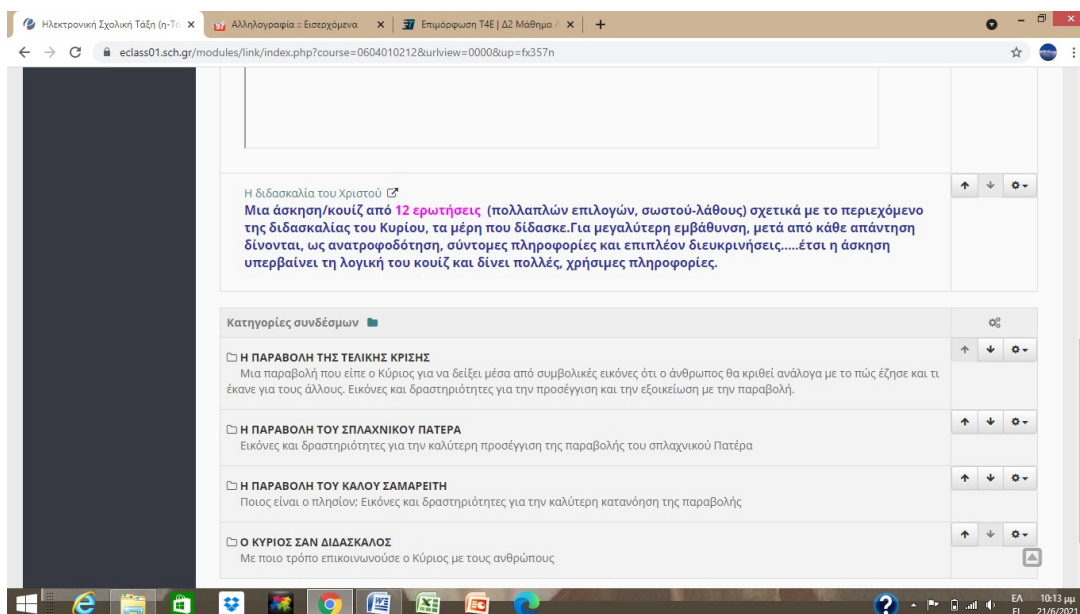 Ηλεκτρονική Σχολική Τάξη (η-Τά
Αλληλογραφία :: Εισερχόμενα
Επιμόρφωση Τ4Ε | Δ2 Μάθημα
eclass01.sch.gr/modules/link/index.php?course=0604010212&urlview=0000&up=fx357n
Η διδασκαλία του Χριστού
Μια άσκηση/κουίζ από 12 ερωτήσεις (πολλαπλών επιλογών, σωστού-λάθους) σχετικά με το περιεχόμενο
της διδασκαλίας του Κυρίου, τα μέρη που δίδασκε.Για μεγαλύτερη εμβάθυνση, μετά από κάθε απάντηση
δίνονται, ως ανατροφοδότηση, σύντομες πληροφορίες και επιπλέον διευκρινήσεις.....έτσι η άσκηση
υπερβαίνει τη λογική του κουίζ και δίνει πολλές, χρήσιμες πληροφορίες.
Κατηγορίες συνδέσμων
Η ΠΑΡΑΒΟΛΗ ΤΗΣ ΤΕΛΙΚΗΣ ΚΡΙΣΗΣ
Μια παραβολή που είπε ο Κύριος για να δείξει μέσα από συμβολικές εικόνες ότι ο άνθρωπος θα κριθεί ανάλογα με το πώς έζησε και τι
έκανε για τους άλλους. Εικόνες και δραστηριότητες για την προσέγγιση και την εξοικείωση με την παραβολή.
Η ΠΑΡΑΒΟΛΗ ΤΟΥ ΣΠΛΑΧΝΙΚΟΥ ΠΑΤΕΡΑ
Εικόνες και δραστηριότητες για την καλύτερη προσέγγιση της παραβολής του σπλαχνικού Πατέρα
Η ΠΑΡΑΒΟΛΗ ΤΟΥ ΚΑΛΟΥ ΣΑΜΑΡΕΙΤΗ
Ποιος είναι ο πλησίον; Εικόνες και δραστηριότητες για την καλύτερη κατανόηση της παραβολής
Ο ΚΥΡΙΟΣ ΣΑΝ ΔΙΔΑΣΚΑΛΟΣ
Με ποιο τρόπο επικοινωνούσε ο Κύριος με τους ανθρώπους
ΕΛ 10:13 μμ
EL 21/6/2021